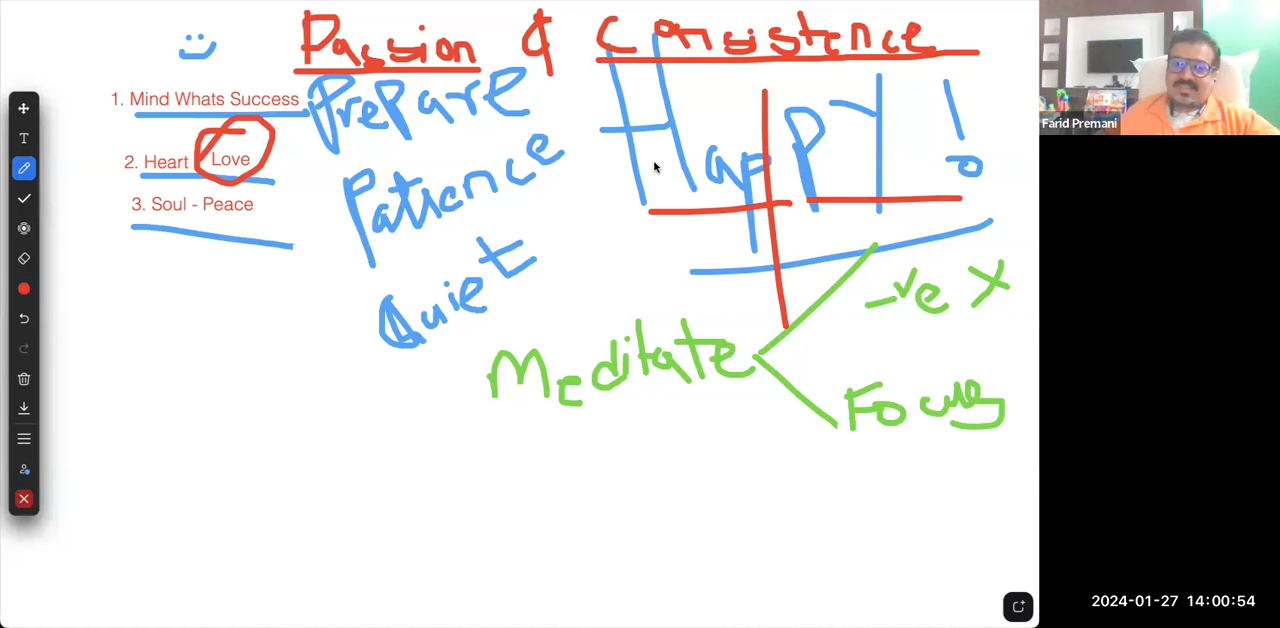 Passion & Consistence
1. Mind Whats Success
Prepare
Happy!
2. Heart Love
Patience
3. Soul - Peace
Quiet
-ve X
Meditate
Focus
Farid Premani
2024-01-27 14:00:54